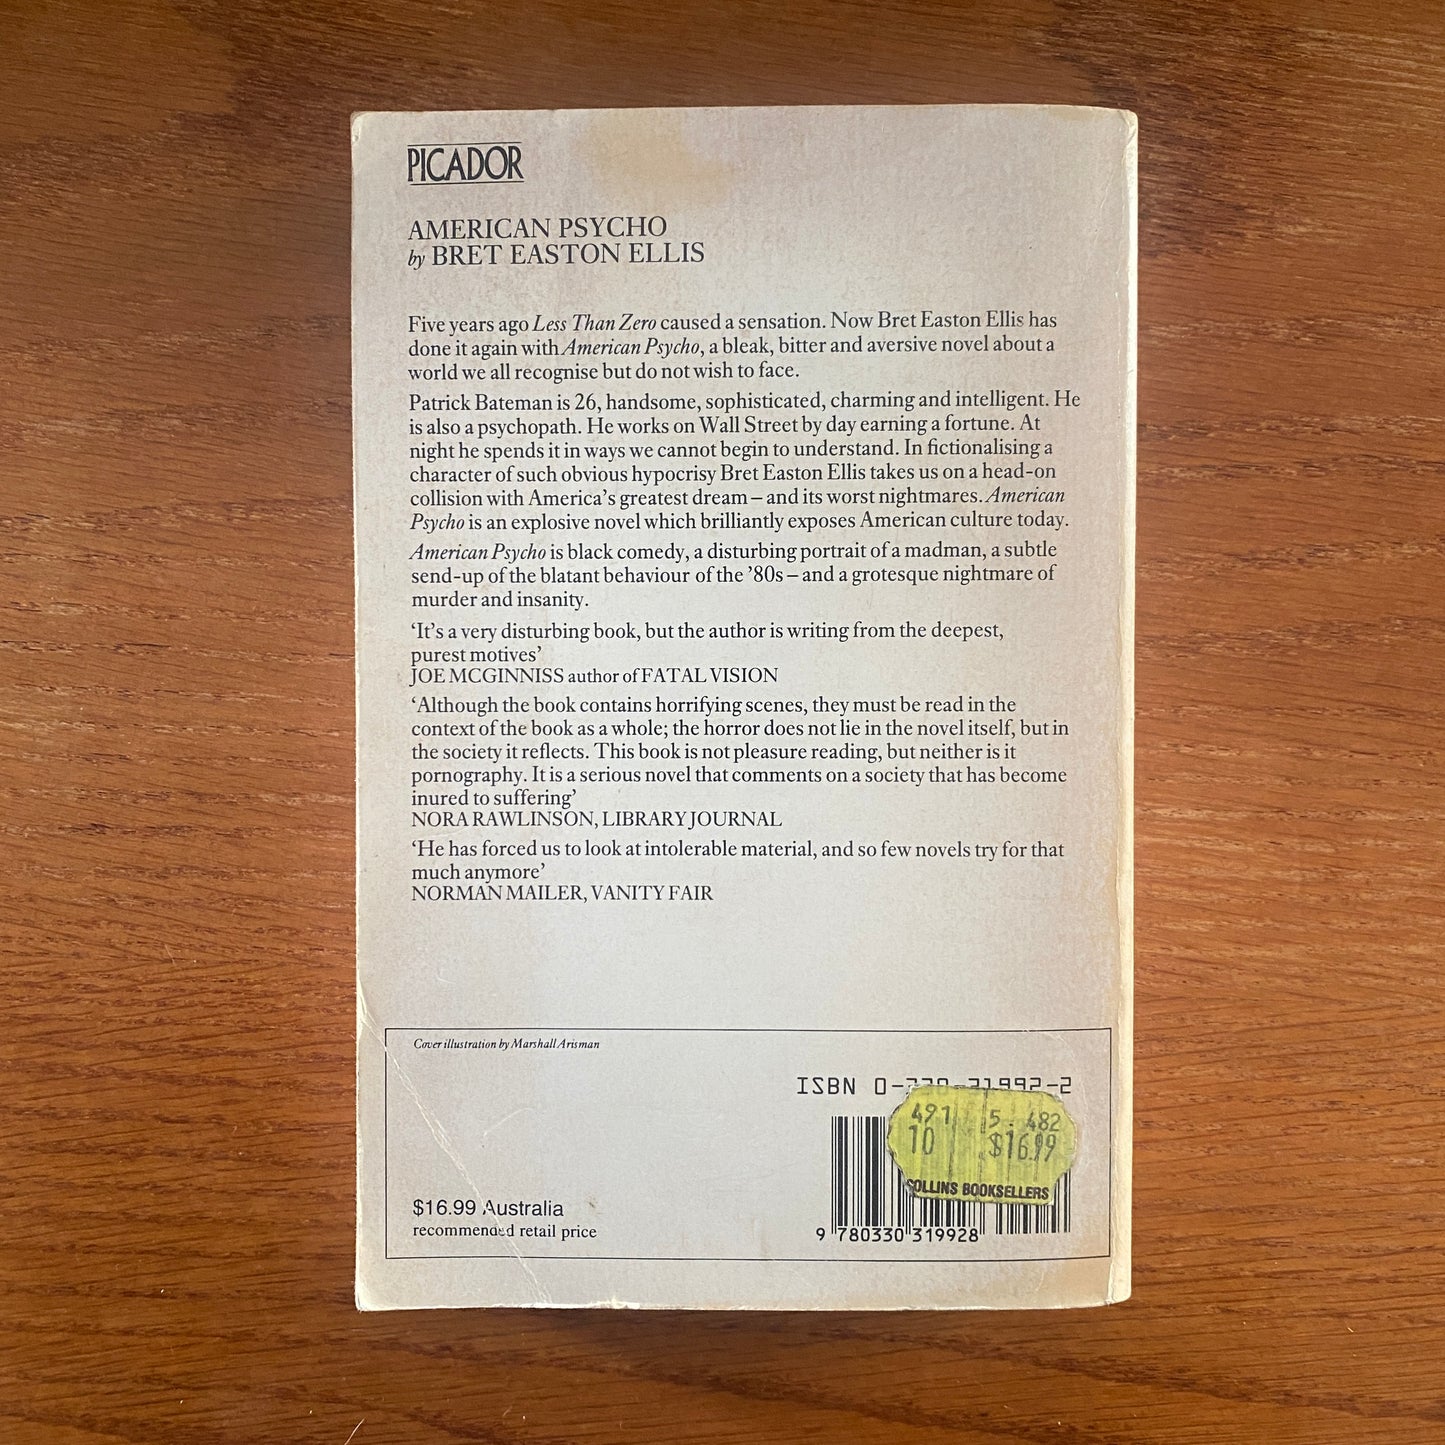 PICADOR
AMERICAN PSYCHO
by BRET EASTON ELLIS
Five years ago Less Than Zero caused a sensation. Now Bret Easton Ellis has
done it again with American Psycho, a bleak, bitter and aversive novel about a
world we all recognise but do not wish to face.
Patrick Bateman is 26, handsome, sophisticated, charming and intelligent. He
is also a psychopath. He works on Wall Street by day earning a fortune. At
night he spends it in ways we cannot begin to understand. In fictionalising a
character of such obvious hypocrisy Bret Easton Ellis takes us on a head-on
collision with America's greatest dream – and its worst nightmares. American
Psycho is an explosive novel which brilliantly exposes American culture today.
American Psycho is black comedy, a disturbing portrait of a madman, a subtle
send-up of the blatant behaviour of the '80s – and a grotesque nightmare of
murder and insanity.
‘It's a very disturbing book, but the author is writing from the deepest,
purest motives’
JOE MCGINNISS author of FATAL VISION
‘Although the book contains horrifying scenes, they must be read in the
context of the book as a whole; the horror does not lie in the novel itself, but in
the society it reflects. This book is not pleasure reading, but neither is it
pornography. It is a serious novel that comments on a society that has become
inured to suffering’
NORA RAWLINSON, LIBRARY JOURNAL
‘He has forced us to look at intolerable material, and so few novels try for that
much anymore’
NORMAN MAILER, VANITY FAIR
Cover illustration by Marshall Arisman
ISBN 0-330-31992-2
491 5. 482
10 $16.99
COLLINS BOOKSELLERS
$16.99 Australia
recommended retail price
9 780330 319928